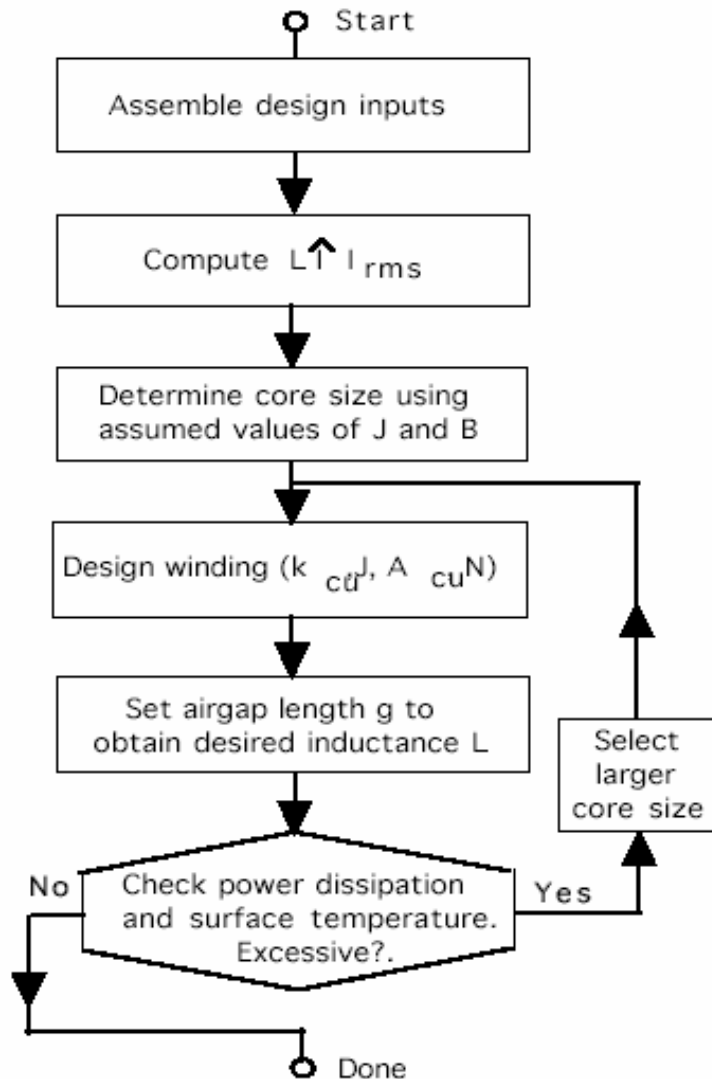 Start
Assemble design inputs
Compute L Î I rms
Determine core size using
assumed values of J and B
Design winding (k cu J, A cu N)
Set airgap length g to
obtain desired inductance L
Select
larger
core size
No
Check power dissipation
and surface temperature.
Excessive?.
Yes
Done